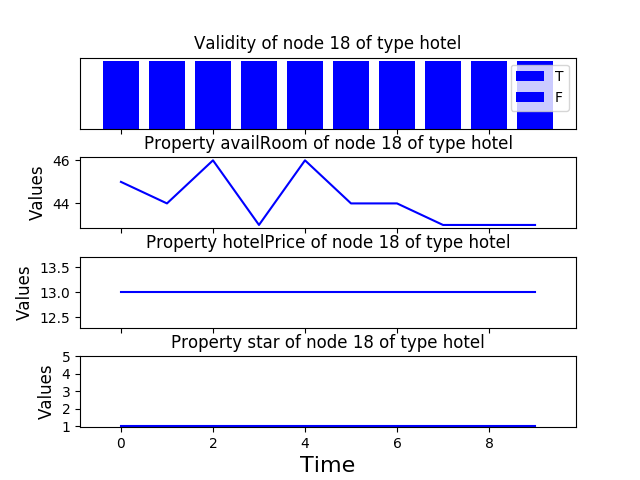 Validity of node 18 of type hotel
T
F
Property availRoom of node 18 of type hotel
46
44
Values
Property hotelPrice of node 18 of type hotel
13.5
13.0
12.5
Values
Property star of node 18 of type hotel
5
4
3
2
1
Values
0 2 4 6 8
Time